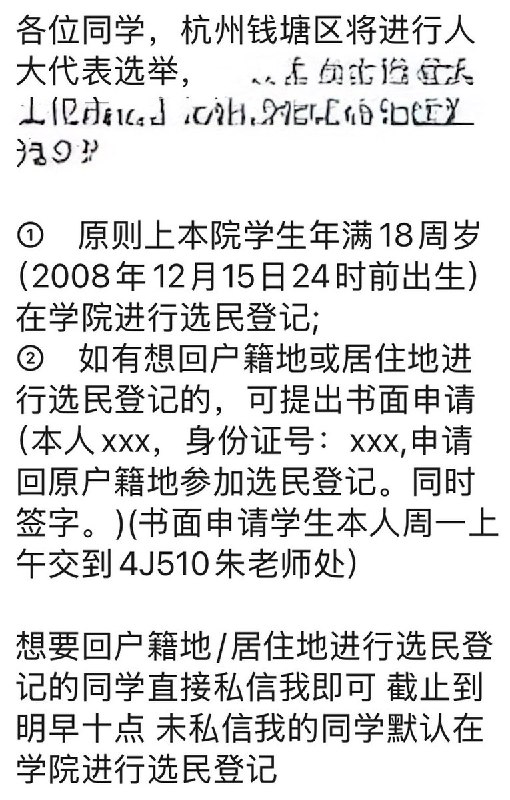 各位同学，杭州钱塘区将进行人
大代表选举，
① 原则上本院学生年满18周岁
(2008年12月15日24时前出生)
在学院进行选民登记;
② 如有想回户籍地或居住地进
行选民登记的，可提出书面申请
(本人xxx，身份证号：xxx,申请
回原户籍地参加选民登记。同时
签字。)(书面申请学生本人周一上
午交到4J510朱老师处)
想要回户籍地/居住地进行选民登
记的同学直接私信我即可 截止到
明早十点 未私信我的同学默认在
学院进行选民登记